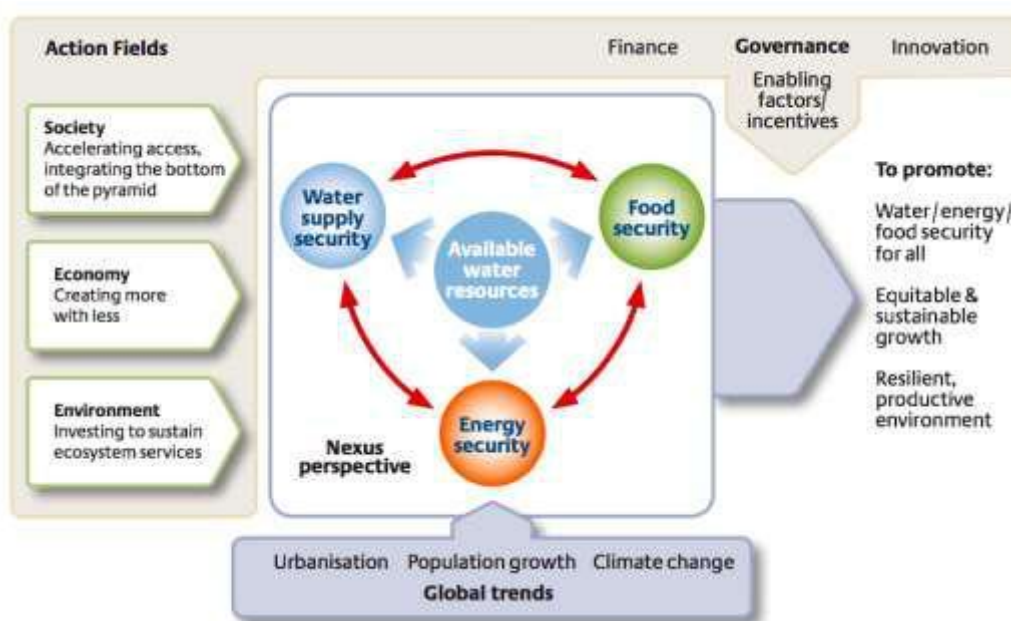 Action Fields
Finance
Governance
Innovation
Enabling
factors/
incentives
Society
Accelerating access,
integrating the bottom
of the pyramid
Economy
Creating more
with less
Environment
Investing to sustain
ecosystem services
Water
supply
security
Food
security
Available
water
resources
Energy
security
Nexus
perspective
To promote:
Water/energy/
food security
for all
Equitable &
sustainable
growth
Resilient,
productive
environment
Urbanisation Population growth Climate change
Global trends